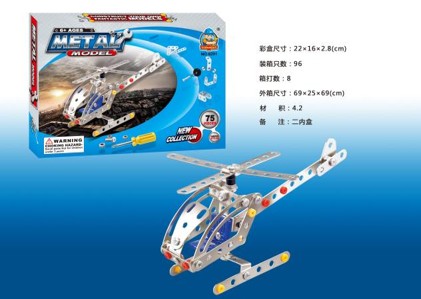 6+ AGES
METAL
MODEL
75
NEW
COLLECTION
WARNING
CHOKING HAZARD
彩盒尺寸：22×16×2.8(cm)
装箱只数：96
箱打数：8
外箱尺寸：69×25×69(cm)
材 积：4.2
备 注：二内盒